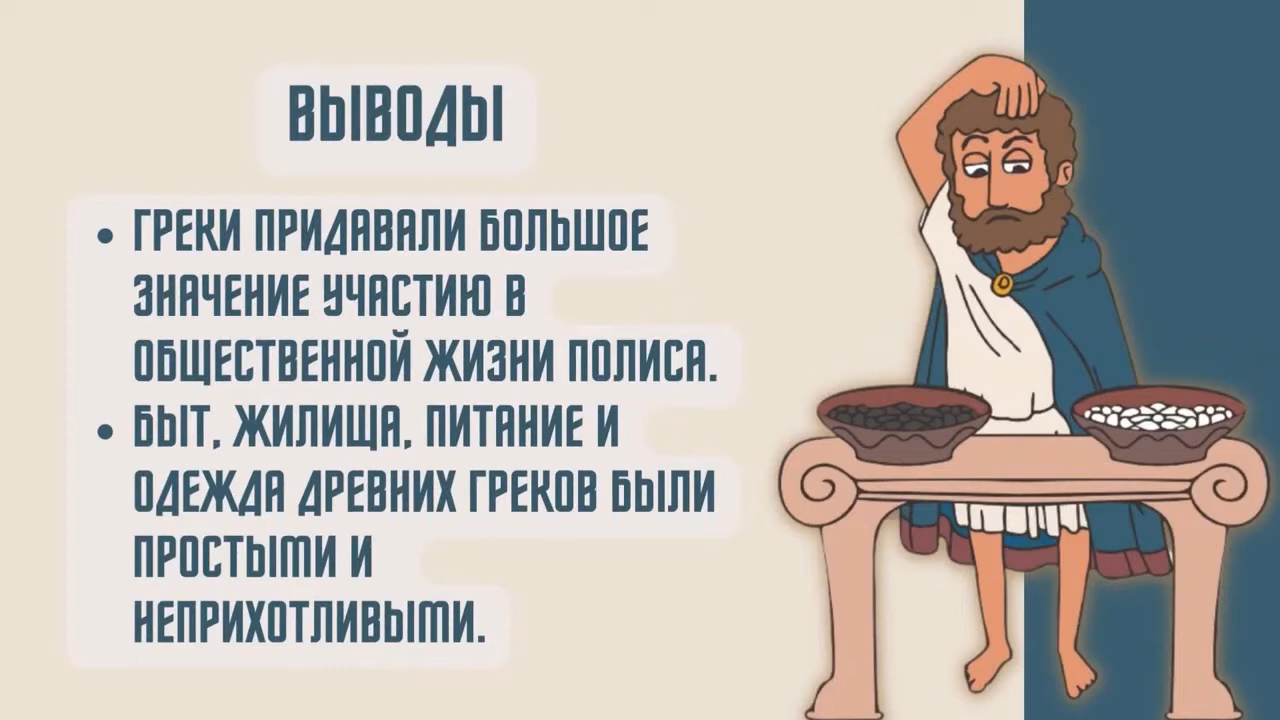 ВЫВОДЫ
• ГРЕКИ ПРИДАВАЛИ БОЛЬШОЕ
ЗНАЧЕНИЕ УЧАСТИЮ В
ОБЩЕСТВЕННОЙ ЖИЗНИ ПОЛИСА.
• БЫТ, ЖИЛИЩА, ПИТАНИЕ И
ОДЕЖДА ДРЕВНИХ ГРЕКОВ БЫЛИ
ПРОСТЫМИ И
НЕПРИХОТЛИВЫМИ.